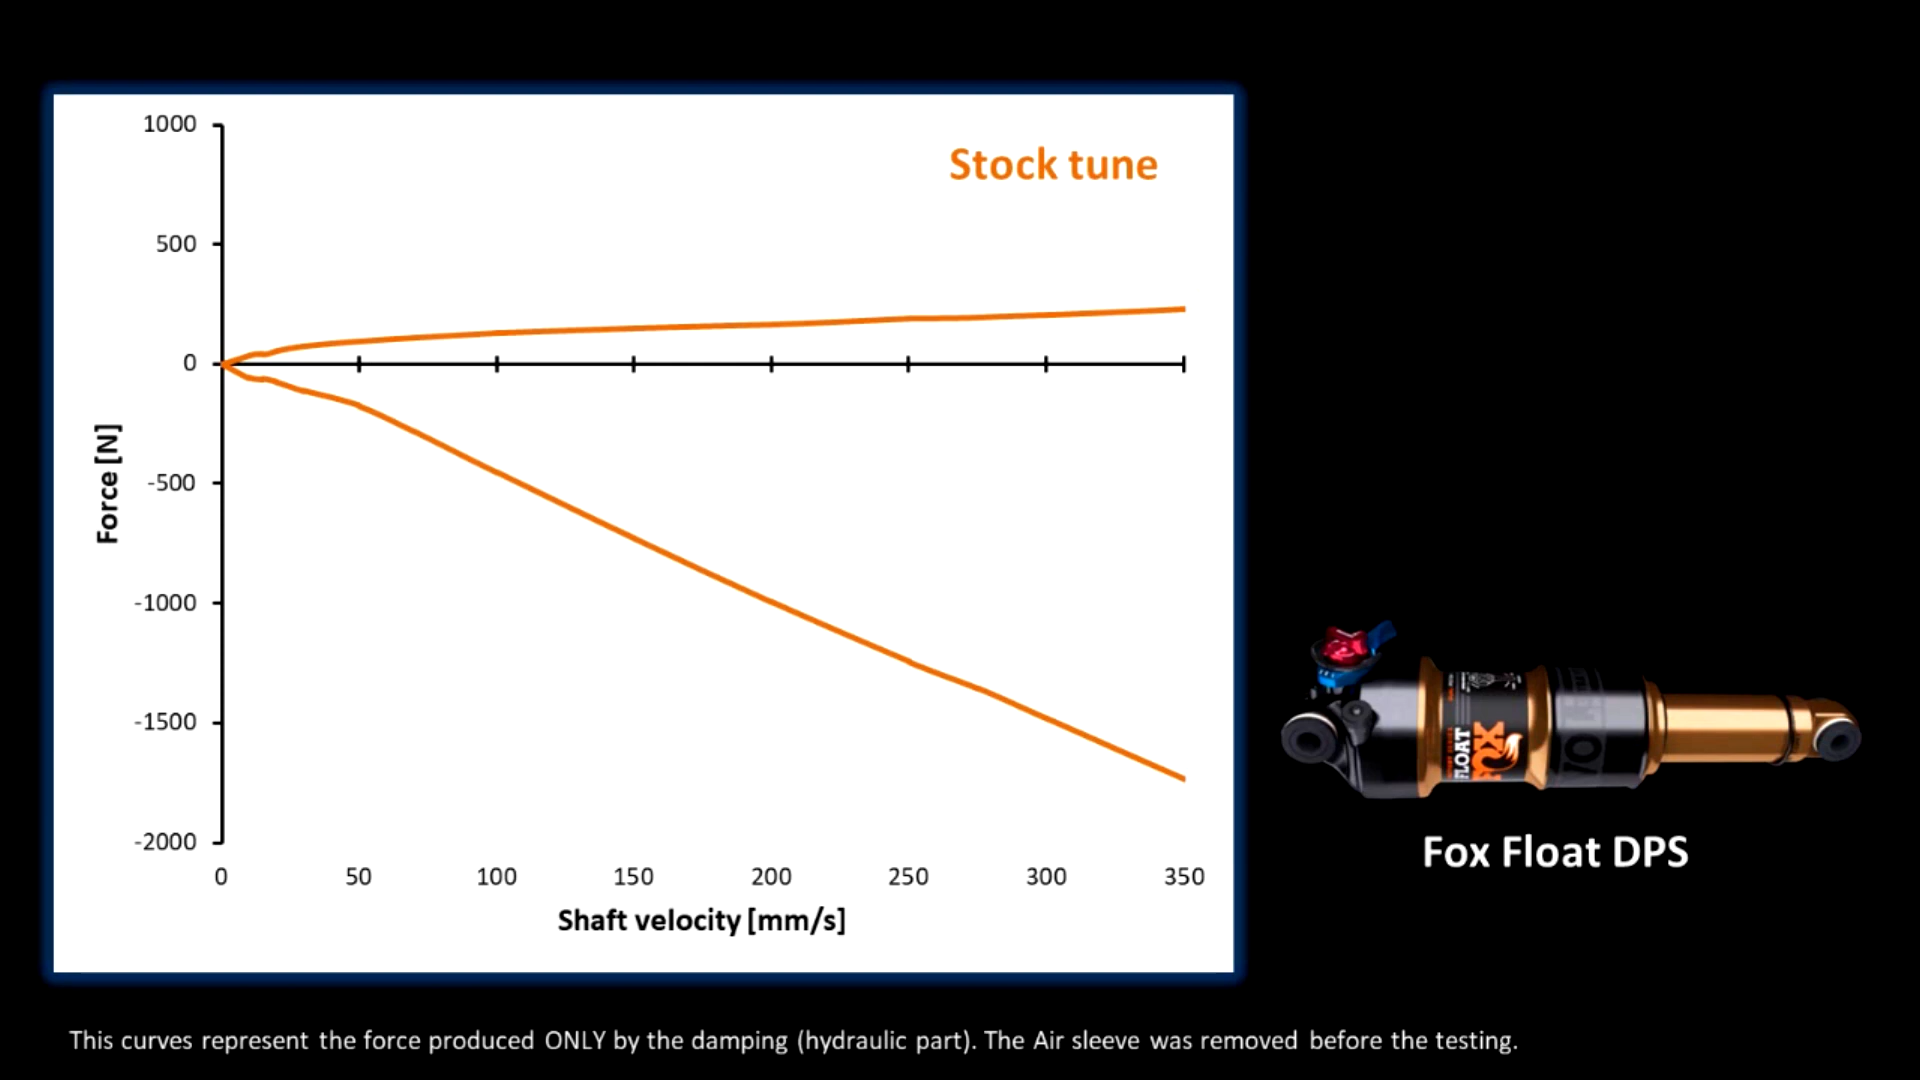 Stock tune
1000
500
0
-500
-1000
-1500
-2000
Force [N]
0 50 100 150 200 250 300 350
Shaft velocity [mm/s]
FLOAT
FOX
Fox Float DPS
This curves represent the force produced ONLY by the damping (hydraulic part). The Air sleeve was removed before the testing.